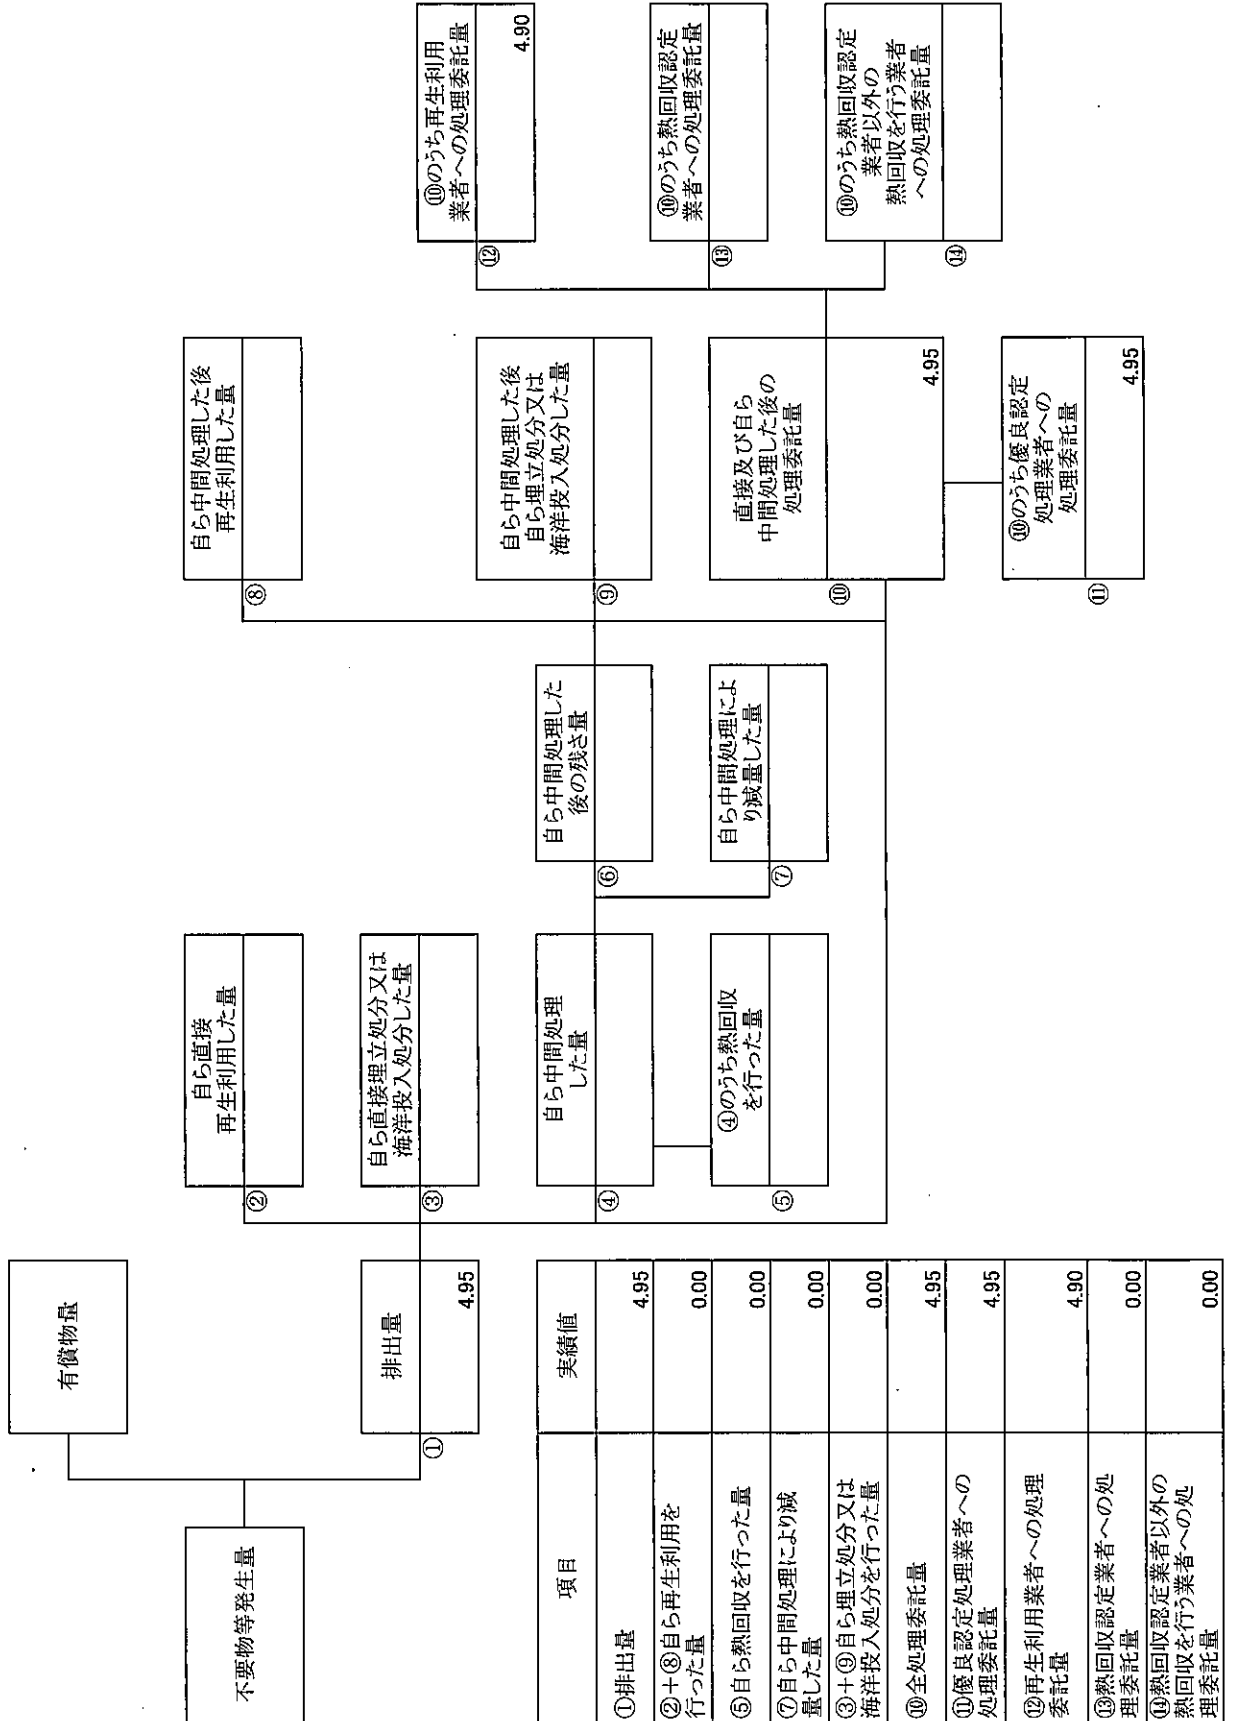 不要物等発生量
有償物量
①
排出量
4.95
②
自ら直接
再生利用した量
③
自ら直接埋立処分又は
海洋投入処分した量
④
自ら中間処理
した量
⑤
④のうち熱回収
を行った量
⑥
自ら中間処理した
後の残さ量
⑦
自ら中間処理によ
り減量した量
⑧
自ら中間処理した後
再生利用した量
⑨
自ら中間処理した後
自ら埋立処分又は
海洋投入処分した量
⑩
直接及び自ら
中間処理した後の
処理委託量
4.95
⑪
⑩のうち優良認定
処理業者への
処理委託量
4.95
⑫
⑩のうち再生利用
業者への処理委託量
4.90
⑬
⑩のうち熱回収認定
業者への処理委託量
⑭
⑩のうち熱回収認定
業者以外の
熱回収を行う業者
への処理委託量
項目
実績値
①排出量
4.95
②+⑧自ら再生利用を
行った量
0.00
⑤自ら熱回収を行った量
0.00
⑦自ら中間処理により減
量した量
0.00
③+⑨自ら埋立処分又は
海洋投入処分を行った量
0.00
⑩全処理委託量
4.95
⑪優良認定処理業者への
処理委託量
4.95
⑫再生利用業者への処理
委託量
4.90
⑬熱回収認定業者への処
理委託量
0.00
⑭熱回収認定業者以外の
熱回収を行う業者への処
理委託量
0.00